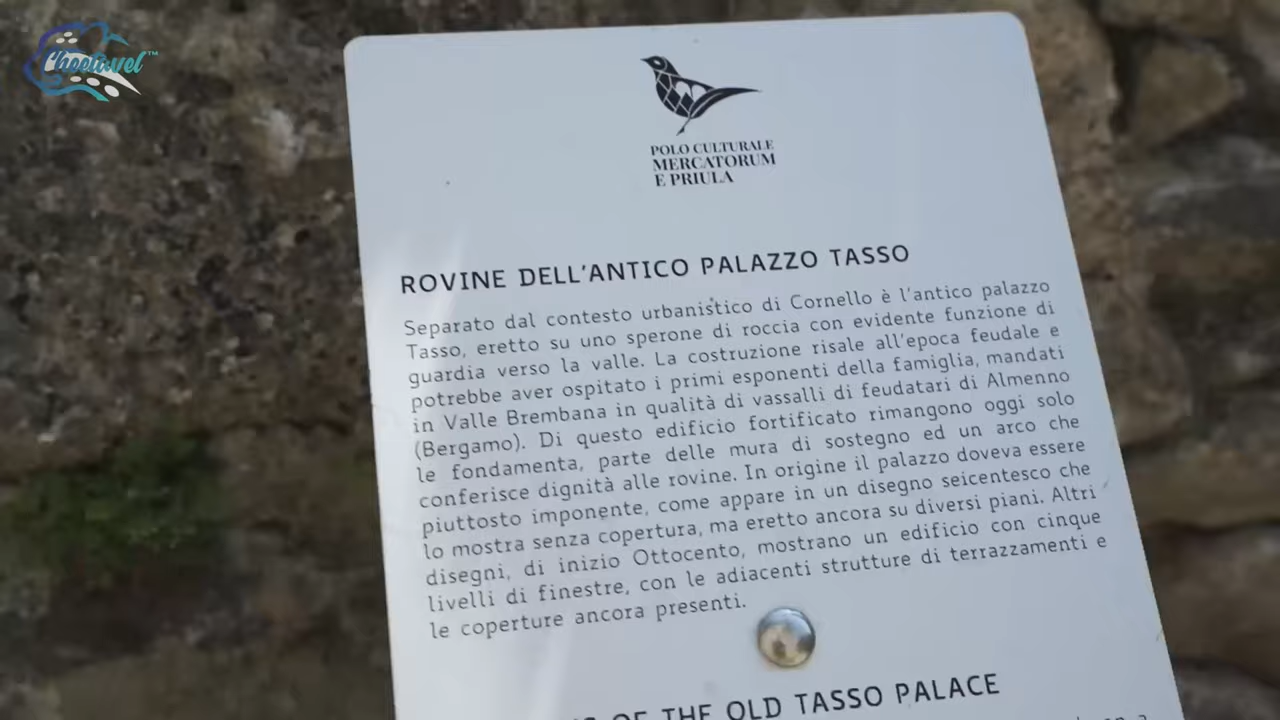 Cheetavel™
POLO CULTURALE
MERCATORUM
E PRIULA
ROVINE DELL'ANTICO PALAZZO TASSO
Separato dal contesto urbanistico di Cornello è l'antico palazzo
Tasso, eretto su uno sperone di roccia con evidente funzione di
guardia verso la valle. La costruzione risale all'epoca feudale e
potrebbe aver ospitato i primi esponenti della famiglia, mandati
in Valle Brembana in qualità di vassalli di feudatari di Almenno
(Bergamo). Di questo edificio fortificato rimangono oggi solo
le fondamenta, parte delle mura di sostegno ed un arco che
conferisce dignità alle rovine. In origine il palazzo doveva essere
piuttosto imponente, come appare in un disegno seicentesco che
lo mostra senza copertura, ma eretto ancora su diversi piani. Altri
disegni, di inizio Ottocento, mostrano un edificio con cinque
livelli di finestre, con le adiacenti strutture di terrazzamenti e
le coperture ancora presenti.
OF THE OLD TASSO PALACE